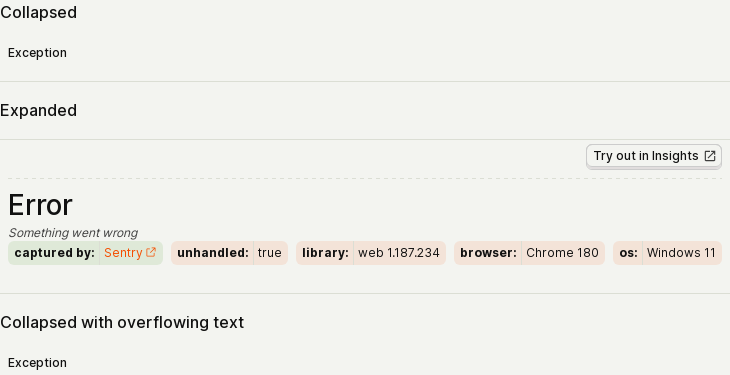 Collapsed
Exception
Expanded
Try out in Insights
Error
Something went wrong
captured by: Sentry unhandled: true library: web 1.187.234 browser: Chrome 180 os: Windows 11
Collapsed with overflowing text
Exception